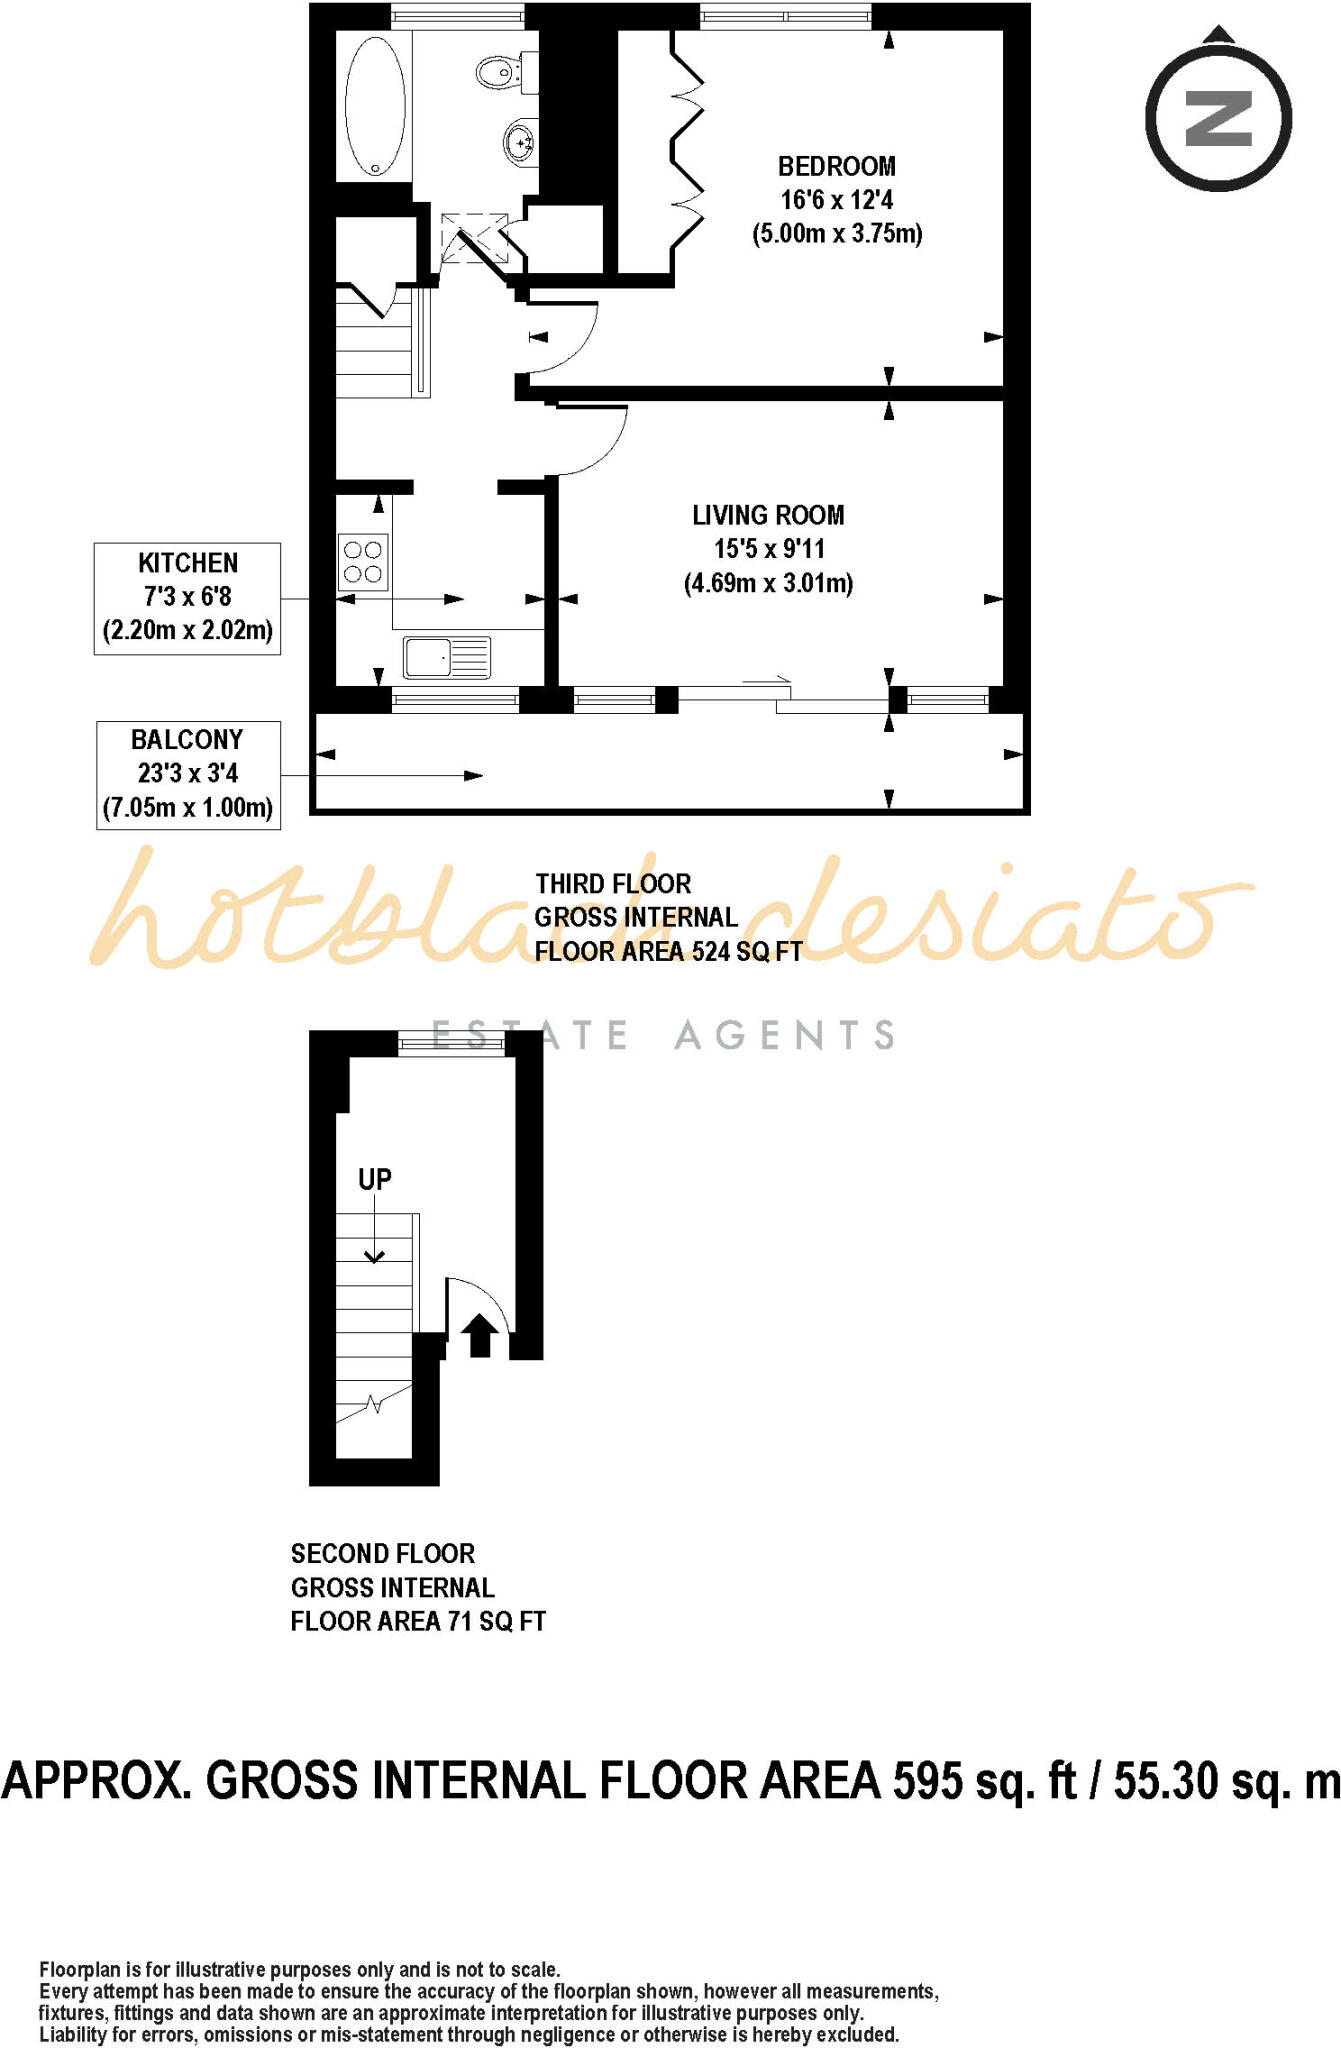 N
BEDROOM
16'6 x 12'4
(5.00m x 3.75m)
LIVING ROOM
15'5 x 9'11
(4.69m x 3.01m)
KITCHEN
7'3 x 6'8
(2.20m x 2.02m)
BALCONY
23'3 x 3'4
(7.05m x 1.00m)
hotblack desiato
ESTATE AGENTS
THIRD FLOOR
GROSS INTERNAL
FLOOR AREA 524 SQ FT
UP
SECOND FLOOR
GROSS INTERNAL
FLOOR AREA 71 SQ FT
APPROX. GROSS INTERNAL FLOOR AREA 595 sq. ft / 55.30 sq. m
Floorplan is for illustrative purposes only and is not to scale.
Every attempt has been made to ensure the accuracy of the floorplan shown, however all measurements,
fixtures, fittings and data shown are an approximate interpretation for illustrative purposes only.
Liability for errors, omissions or mis-statement through negligence or otherwise is hereby excluded.